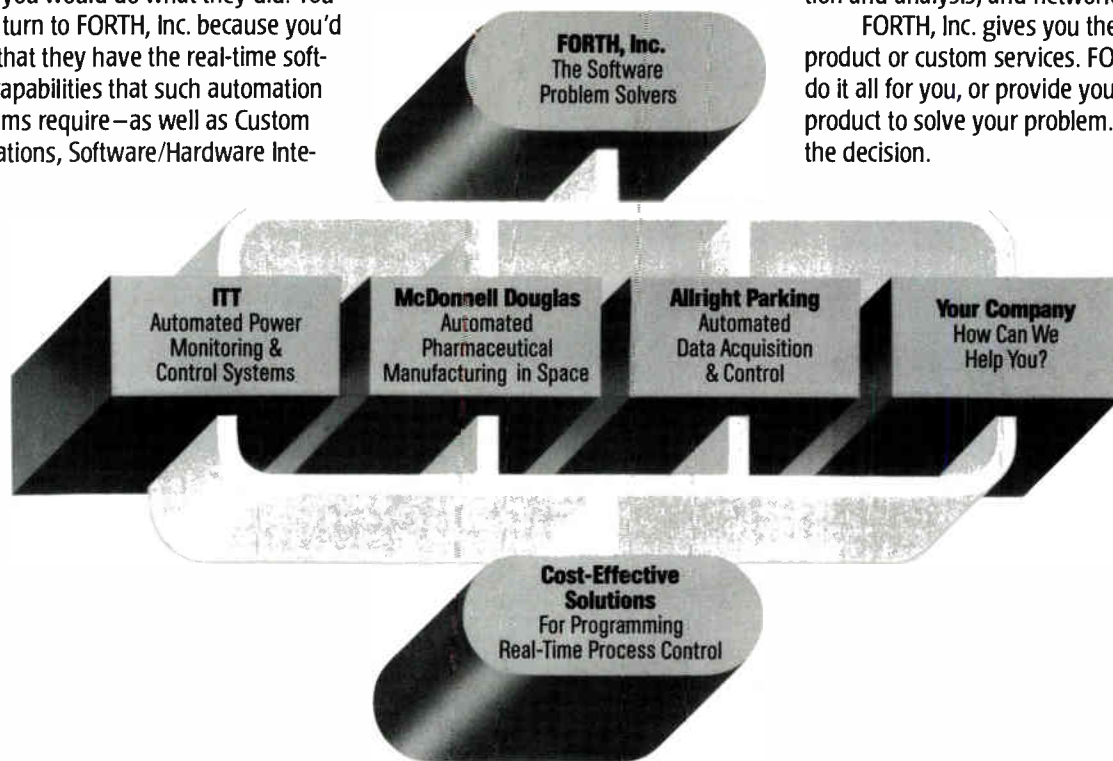 you would do what they did? You
turn to FORTH, Inc. because you'd
that they have the real-time soft-
apabilities that such automation
ms require—as well as Custom
ations, Software/Hardware Inte-
tion and analysis, and network
FORTH, Inc. gives you the
product or custom services. FO
do it all for you, or provide you
product to solve your problem.
the decision.
FORTH, Inc.
The Software
Problem Solvers
ITT
Automated Power
Monitoring &
Control Systems
McDonnell Douglas
Automated
Pharmaceutical
Manufacturing in Space
Allright Parking
Automated
Data Acquisition
& Control
Your Company
How Can We
Help You?
Cost-Effective
Solutions
For Programming
Real-Time Process Control